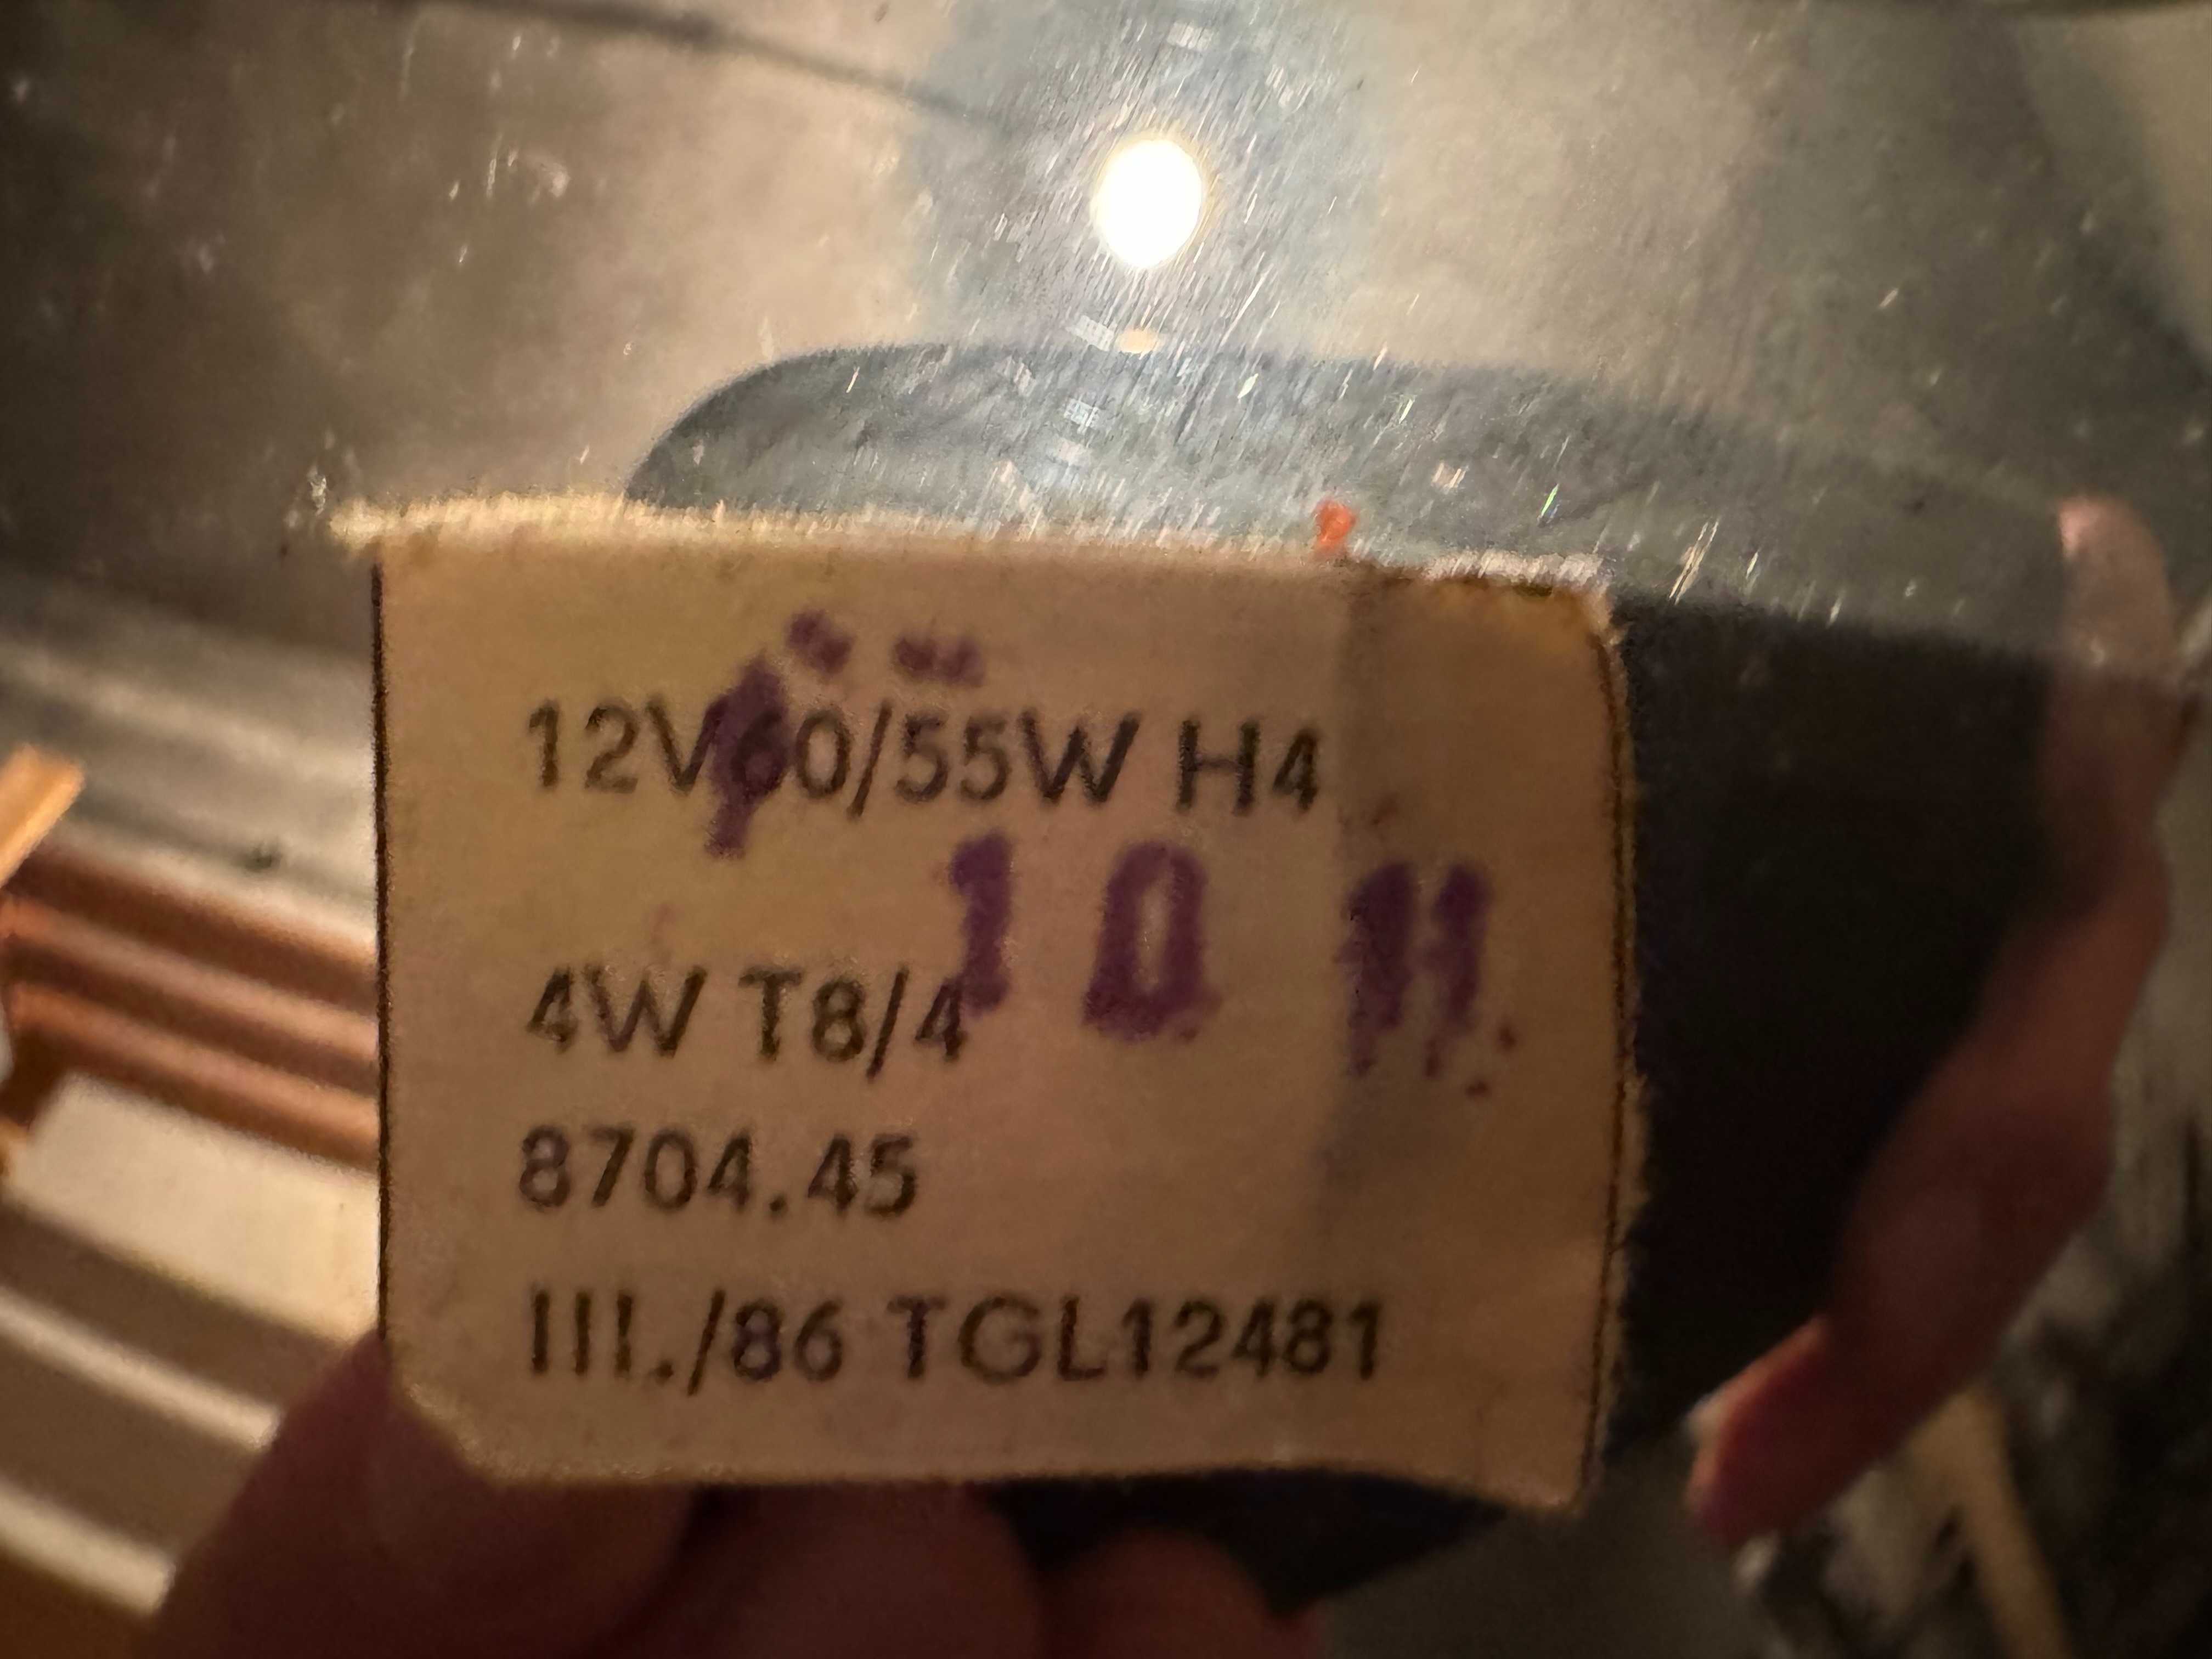 12V60/55W H4
10 11
4W T8/4
8704.45
III./86 TGL12481